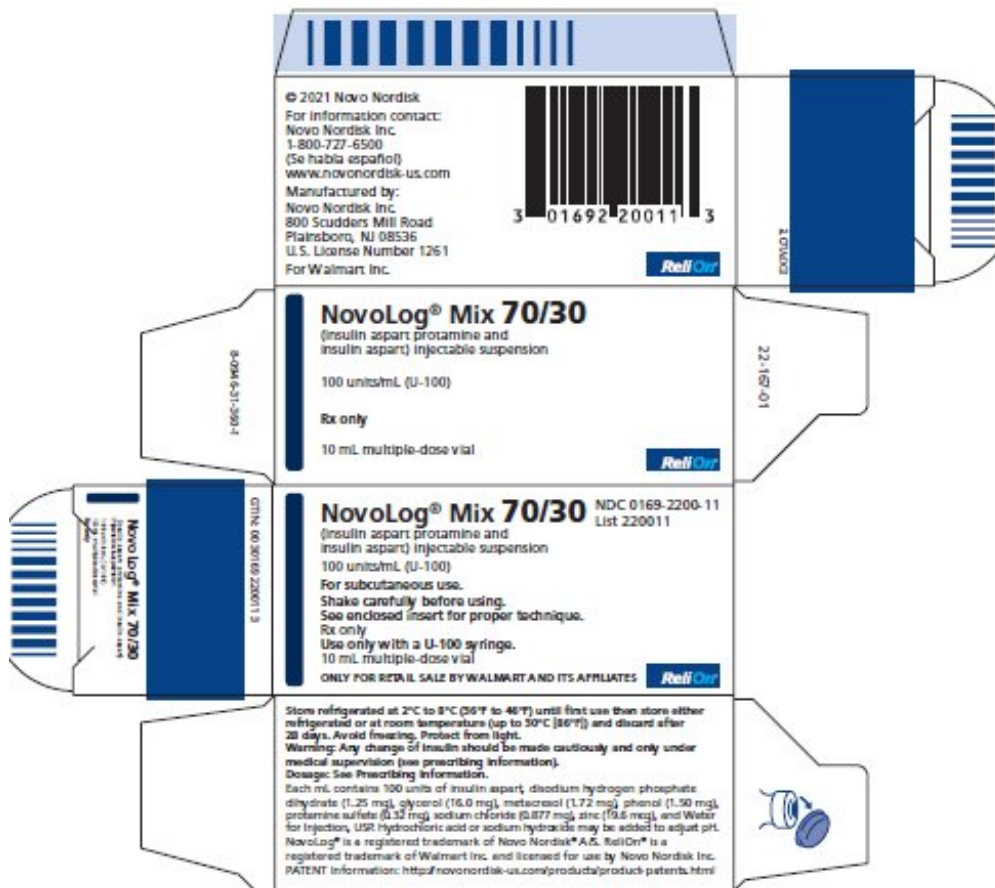 © 2021 Novo Nordisk
For information contact:
Novo Nordisk Inc.
1-800-727-6500
(Se habla español)
www.novonordisk-us.com
Manufactured by:
Novo Nordisk Inc.
800 Scudders Mill Road
Plainsboro, NJ 08536
U.S. License Number 1261
For Walmart Inc.
3 01692 20011 3
ReliOn
NovoLog® Mix 70/30
(insulin aspart protamine and
insulin aspart) injectable suspension
100 units/mL (U-100)
Rx only
10 mL multiple-dose vial
ReliOn
22-167-01
NovoLog® Mix 70/30
NDC 0169-2200-11
List 220011
(insulin aspart protamine and
insulin aspart) injectable suspension
100 units/mL (U-100)
For subcutaneous use.
Shake carefully before using.
See enclosed insert for proper technique.
Rx only
Use only with a U-100 syringe.
10 mL multiple-dose vial
ONLY FOR RETAIL SALE BY WALMART AND ITS AFFILIATES
ReliOn
GTIN: 00 30169 220011 3
NovoLog® Mix 70/30
Store refrigerated at 2°C to 8°C (36°F to 46°F) until first use then store either
refrigerated or at room temperature (up to 30°C [86°F]) and discard after
28 days. Avoid freezing. Protect from light.
Warning: Any change of insulin should be made cautiously and only under
medical supervision (see prescribing information).
Dosage: See Prescribing Information.
Each mL contains 100 units of insulin aspart, disodium hydrogen phosphate
dihydrate (1.25 mg), glycerol (16.0 mg), metacresol (1.72 mg), phenol (1.50 mg),
protamine sulfate (0.32 mg), sodium chloride (0.877 mg), zinc (19.6 mcg), and Water
for Injection, USP. Hydrochloric acid or sodium hydroxide may be added to adjust pH.
NovoLog® is a registered trademark of Novo Nordisk® A/S. ReliOn® is a
registered trademark of Walmart Inc. and licensed for use by Novo Nordisk Inc.
PATENT Information: http://novonordisk-us.com/products/product-patents.html